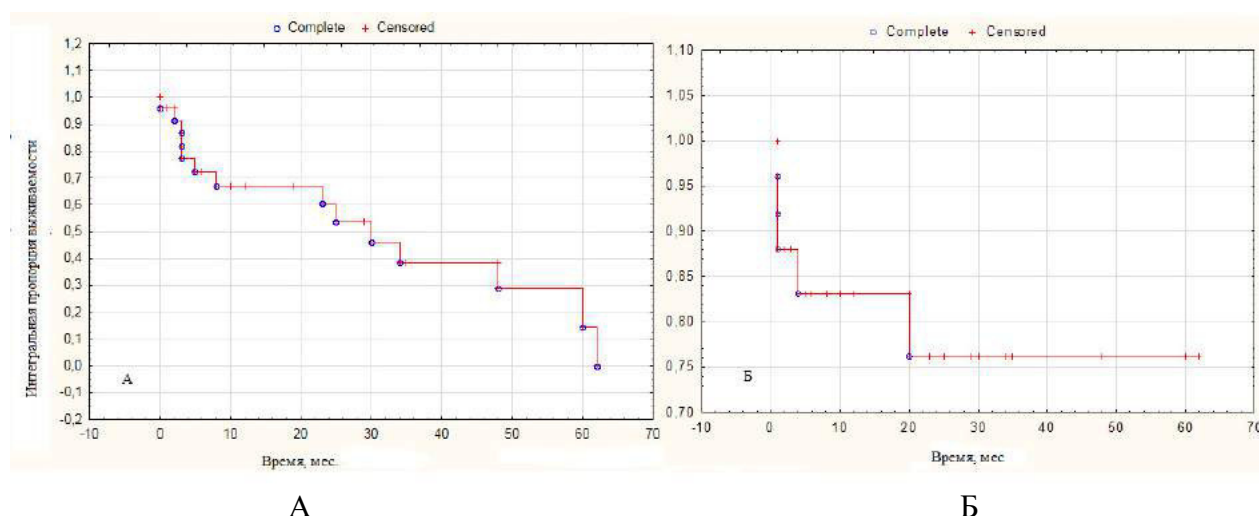 Complete Censored
1,2
1,1
1,0
0,9
0,8
0,7
0,6
0,5
0,4
0,3
0,2
0,1
0,0
-0,1
-0,2
-10 0 10 20 30 40 50 60 70
Интегральная пропорция выживаемости
Время, мес.
А
Complete Censored
1,10
1,05
1,00
0,95
0,90
0,85
0,80
0,75
0,70
-10 0 10 20 30 40 50 60 70
Время, мес
Б
А Б